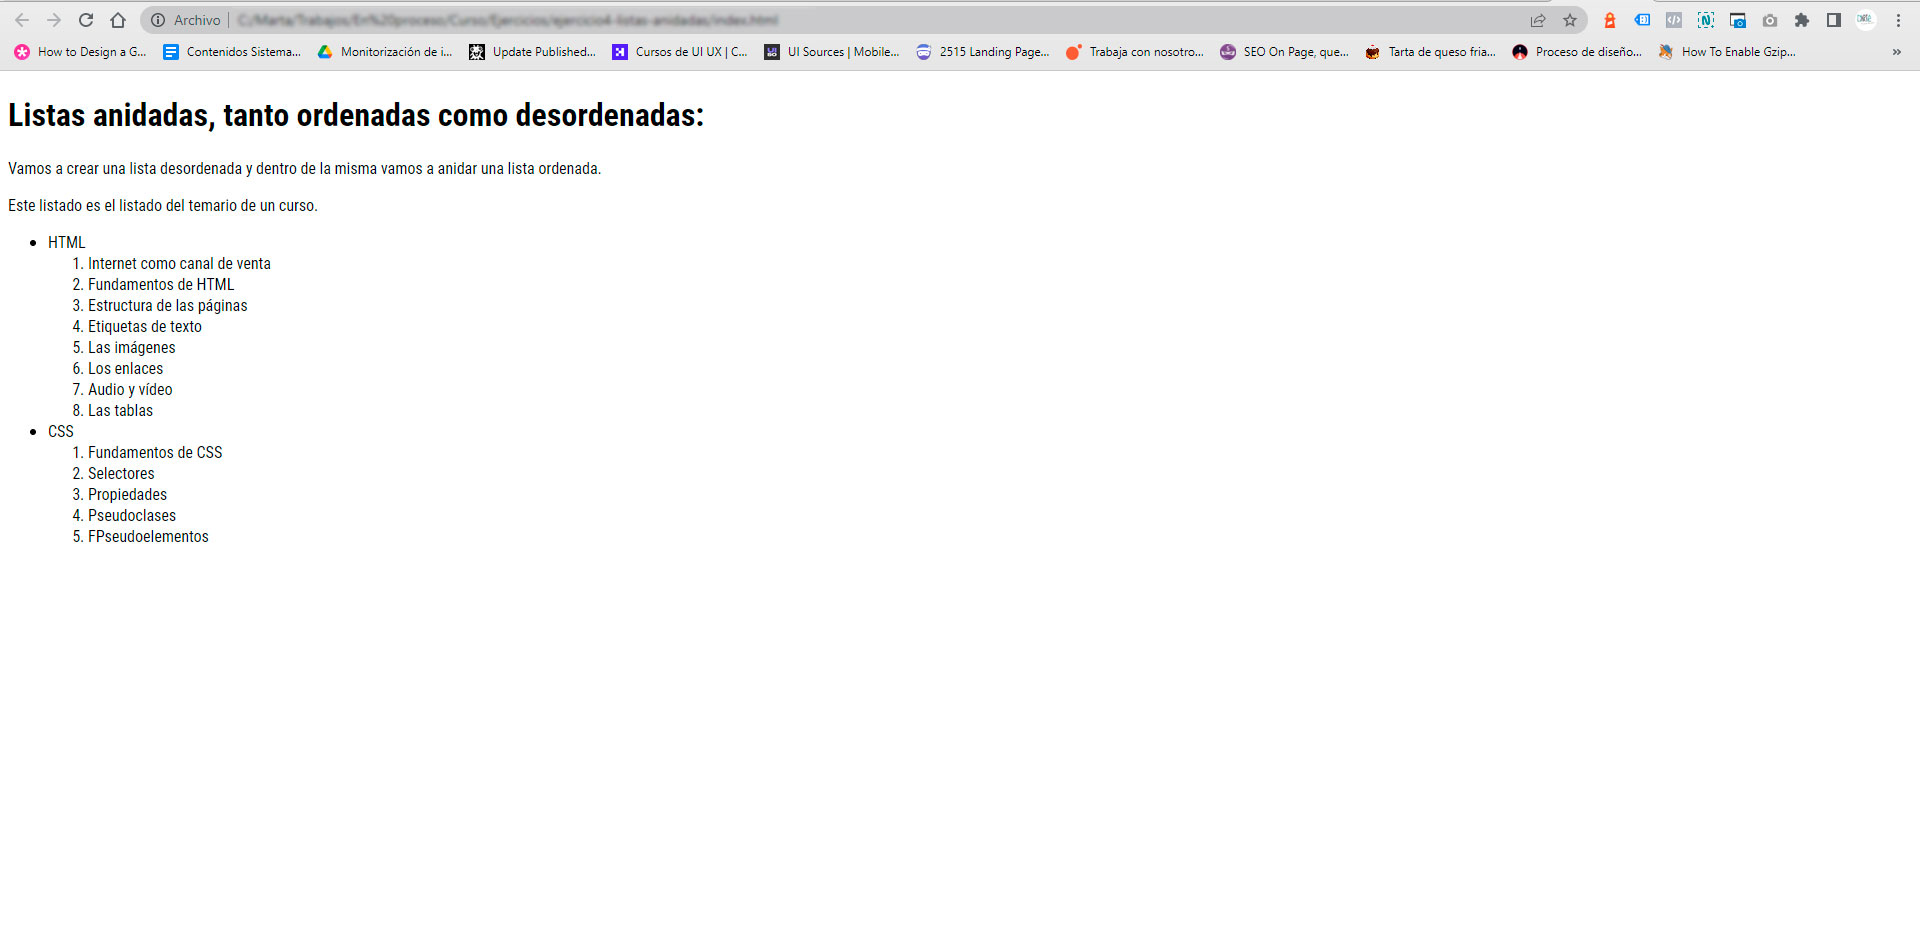 Archivo
How to Design a G...
Contenidos Sistema...
Monitorización de i...
Update Published...
Cursos de UI UX | C...
UI Sources | Mobile...
2515 Landing Page...
Trabaja con nosotro...
SEO On Page, que...
Tarta de queso fria...
Proceso de diseño...
How To Enable Gzip...
»
Listas anidadas, tanto ordenadas como desordenadas:
Vamos a crear una lista desordenada y dentro de la misma vamos a anidar una lista ordenada.
Este listado es el listado del temario de un curso.
• HTML
1. Internet como canal de venta
2. Fundamentos de HTML
3. Estructura de las páginas
4. Etiquetas de texto
5. Las imágenes
6. Los enlaces
7. Audio y vídeo
8. Las tablas
• CSS
1. Fundamentos de CSS
2. Selectores
3. Propiedades
4. Pseudoclases
5. FPseudoelementos